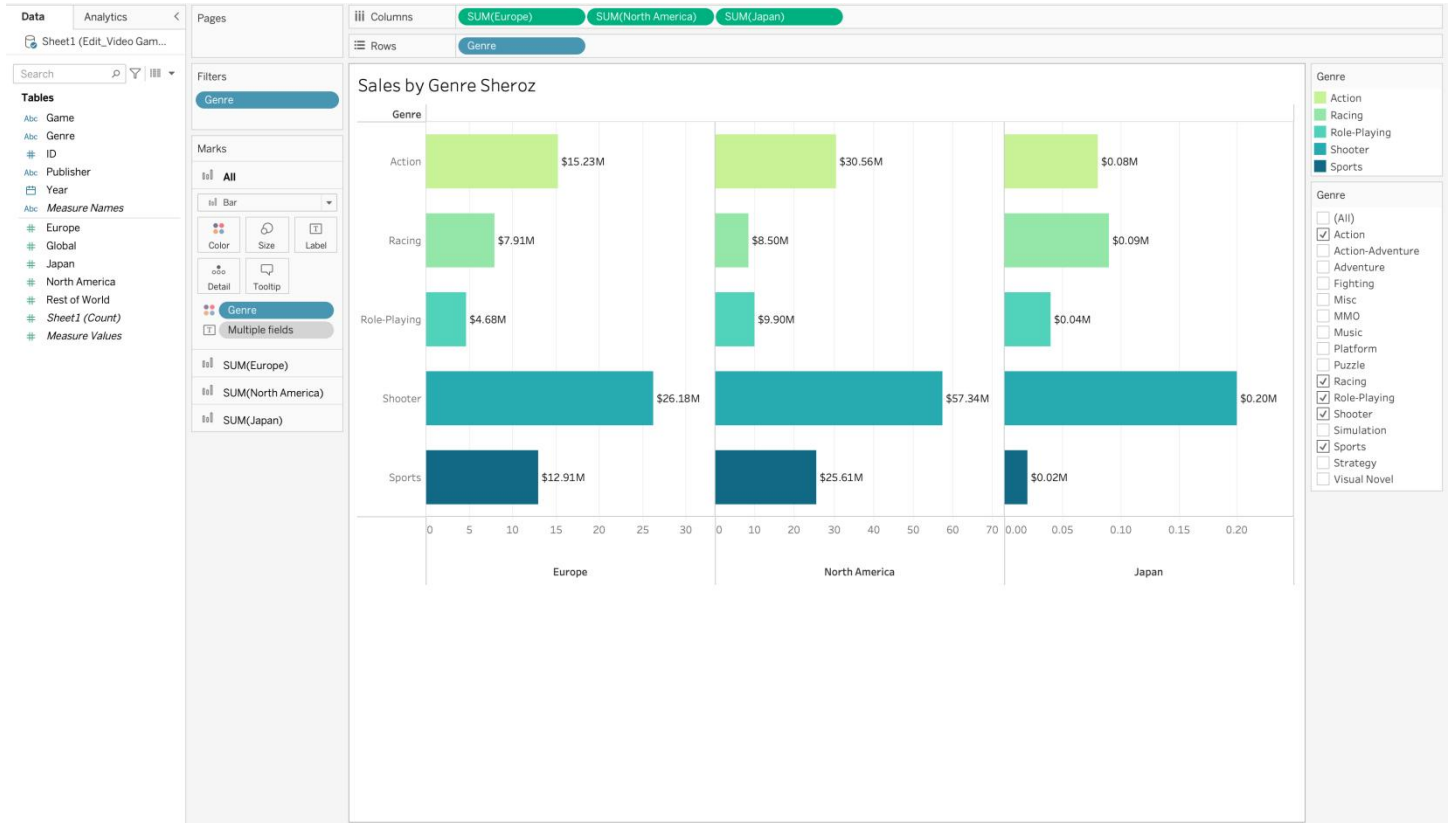 Data
Analytics
Sheet1 (Edit_Video Gam...
Search
Tables
Abc Game
Abc Genre
# ID
Abc Publisher
Year
Abc Measure Names
# Europe
# Global
# Japan
# North America
# Rest of World
# Sheet1 (Count)
# Measure Values
Pages
Filters
Genre
Marks
All
Bar
Color Size Label
Detail Tooltip
Genre
Multiple fields
SUM(Europe)
SUM(North America)
SUM(Japan)
Columns SUM(Europe) SUM(North America) SUM(Japan)
Rows Genre
Sales by Genre Sheroz
Genre
Action $15.23M $30.56M $0.08M
Racing $7.91M $8.50M $0.09M
Role-Playing $4.68M $9.90M $0.04M
Shooter $26.18M $57.34M $0.20M
Sports $12.91M $25.61M $0.02M
0 5 10 15 20 25 30 0 10 20 30 40 50 60 70 0.00 0.05 0.10 0.15 0.20
Europe North America Japan
Genre
Action
Racing
Role-Playing
Shooter
Sports
Genre
(All)
Action
Action-Adventure
Adventure
Fighting
Misc
MMO
Music
Platform
Puzzle
Racing
Role-Playing
Shooter
Simulation
Sports
Strategy
Visual Novel